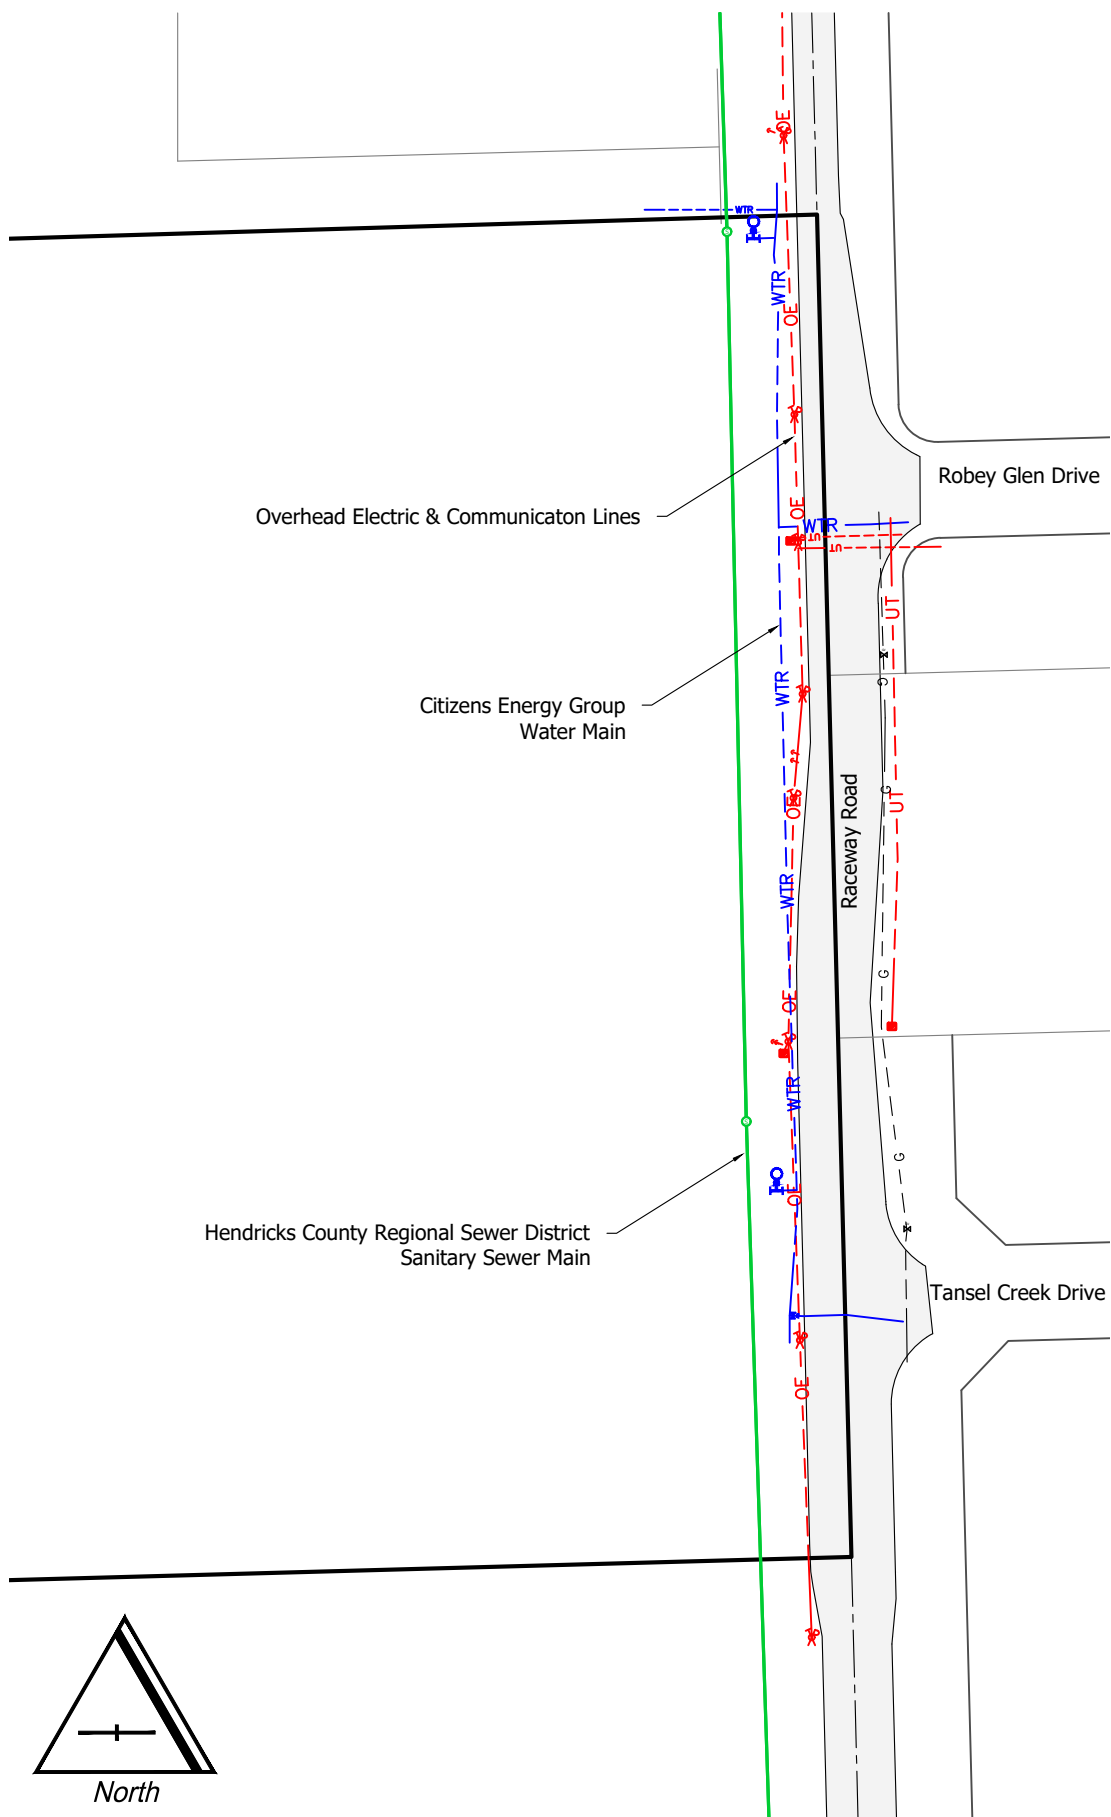 OE
WTR
WTR
OE
Robey Glen Drive
OE
Overhead Electric & Communicaton Lines
WTR
UT
UT
UT
G
WTR
Citizens Energy Group
Water Main
Raceway Road
G
UT
OE
WTR
G
OE
WTR
G
OE
Hendricks County Regional Sewer District
Sanitary Sewer Main
Tansel Creek Drive
OE
North